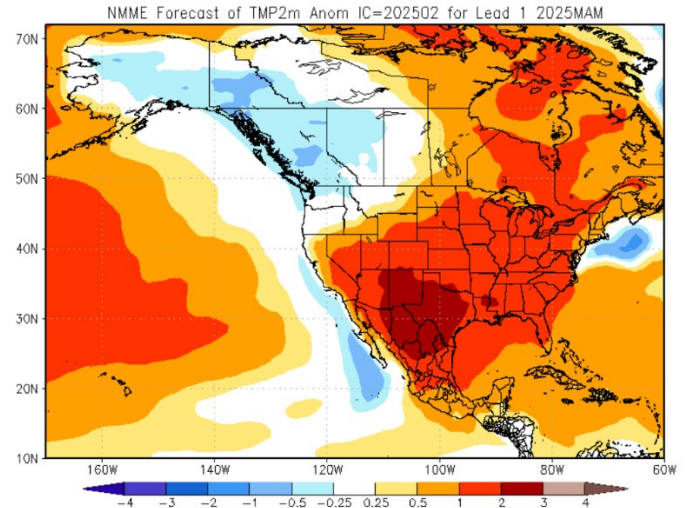 NMME Forecast of TMP2m Anom IC=202502 for Lead 1 2025MAM
70N
60N
50N
40N
30N
20N
10N
160W 140W 120W 100W 80W 60W
-4 -3 -2 -1 -0.5 -0.25 0.25 0.5 1 2 3 4